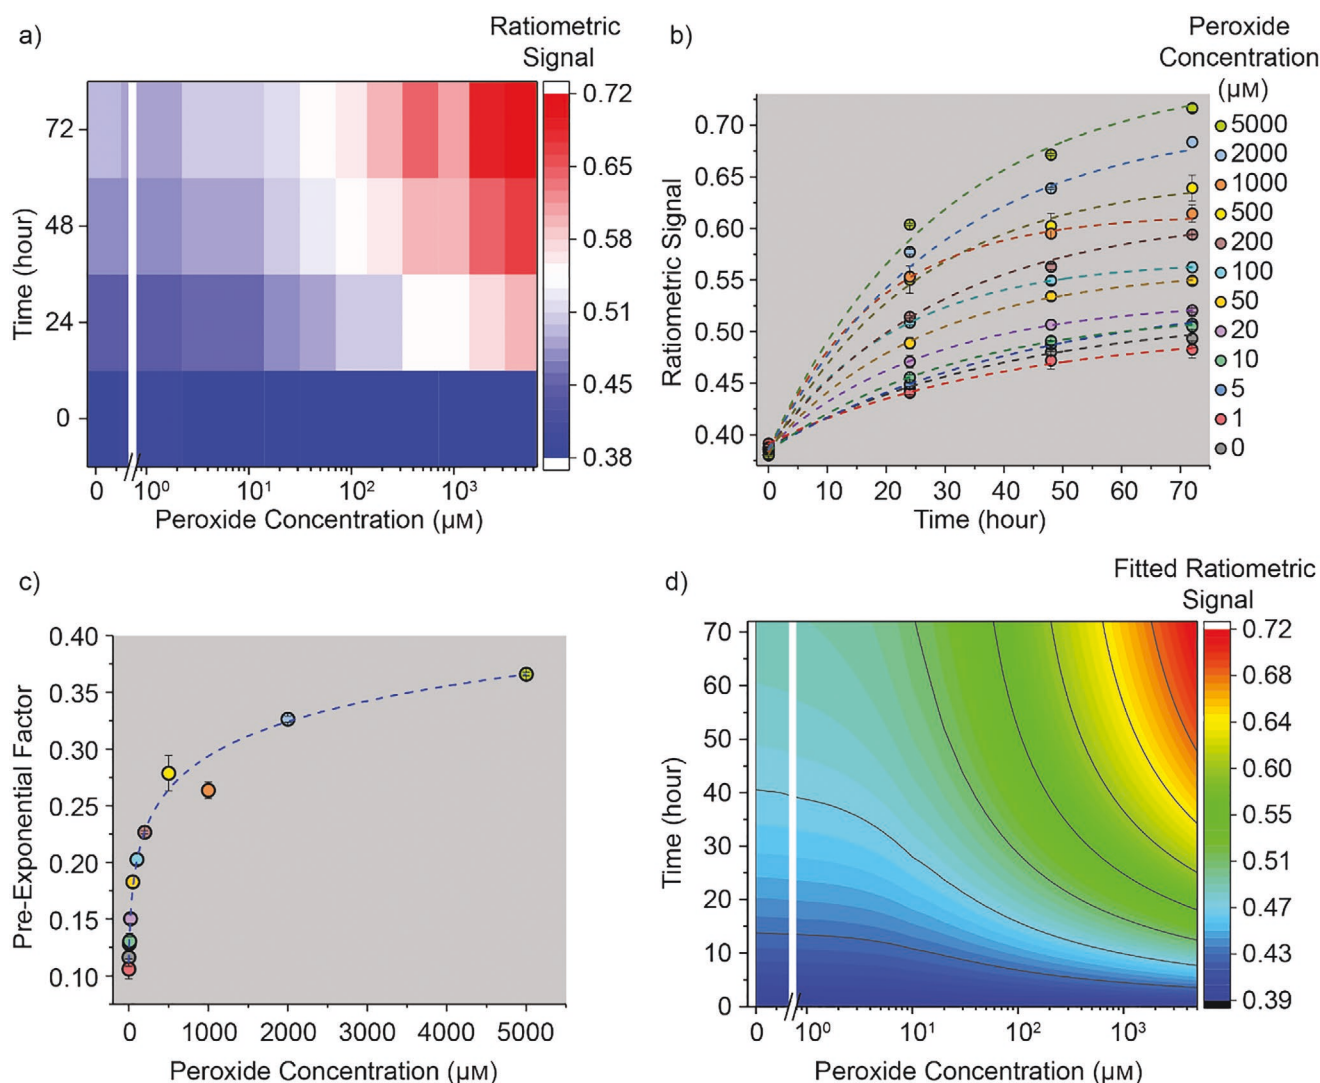 a)
Ratiometric
Signal
Time (hour)
72
48
24
0
0 10⁰ 10¹ 10² 10³
Peroxide Concentration (µM)
0.72
0.65
0.58
0.51
0.45
0.38
b)
Peroxide
Concentration
(µM)
Ratiometric Signal
0.70
0.65
0.60
0.55
0.50
0.45
0.40
0 10 20 30 40 50 60 70
Time (hour)
5000
2000
1000
500
200
100
50
20
10
5
1
0
c)
Pre-Exponential Factor
0.40
0.35
0.30
0.25
0.20
0.15
0.10
0 1000 2000 3000 4000 5000
Peroxide Concentration (µM)
d)
Fitted Ratiometric
Signal
Time (hour)
70
60
50
40
30
20
10
0
0 10⁰ 10¹ 10² 10³
Peroxide Concentration (µM)
0.72
0.68
0.64
0.60
0.55
0.51
0.47
0.43
0.39